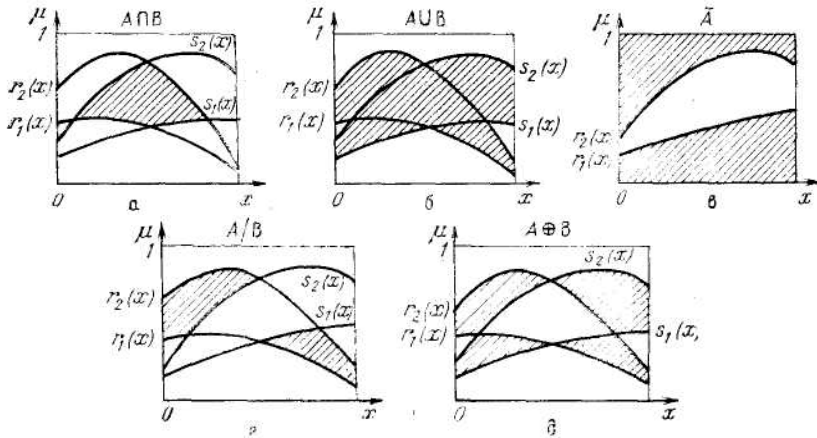 μ A∩B
1
s₂(x)
r₂(x)
s₁(x)
r₁(x)
0 x
а
μ A∪B
1
s₂(x)
r₂(x)
r₁(x)
s₁(x)
0 x
б
μ Ā
1
r₂(x)
r₁(x)
0 x
в
μ A/B
1
s₂(x)
r₂(x)
s₁(x)
r₁(x)
0 x
г
μ A⊕B
1
s₂(x)
r₂(x)
r₁(x)
s₁(x)
0 x
д